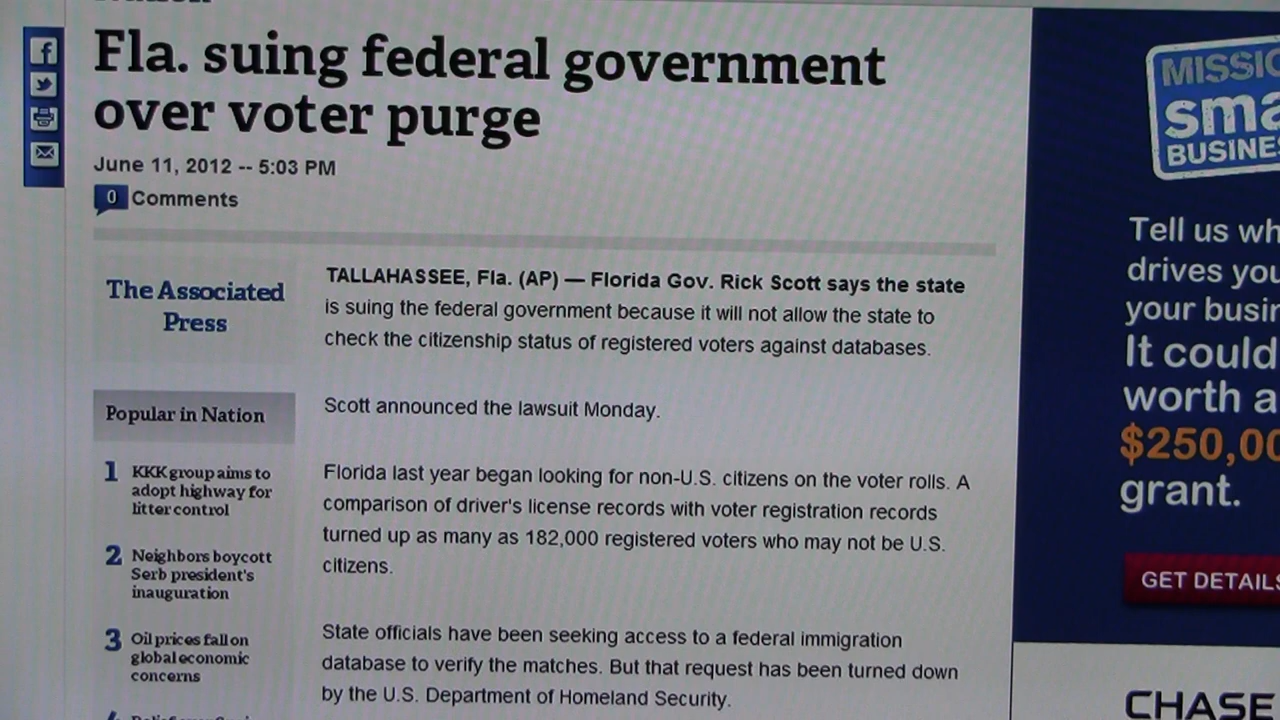 Fla. suing federal government
over voter purge
June 11, 2012 -- 5:03 PM
0 Comments
The Associated
Press
TALLAHASSEE, Fla. (AP) — Florida Gov. Rick Scott says the state
is suing the federal government because it will not allow the state to
check the citizenship status of registered voters against databases.
Scott announced the lawsuit Monday.
Florida last year began looking for non-U.S. citizens on the voter rolls. A
comparison of driver's license records with voter registration records
turned up as many as 182,000 registered voters who may not be U.S.
citizens.
State officials have been seeking access to a federal immigration
database to verify the matches. But that request has been turned down
by the U.S. Department of Homeland Security.
Popular in Nation
1 KKK group aims to
adopt highway for
litter control
2 Neighbors boycott
Serb president's
inauguration
3 Oil prices fall on
global economic
concerns
MISSIO
sma
BUSINE
Tell us wh
drives you
your busin
It could
worth a
$250,00
grant.
GET DETAILS
CHASE